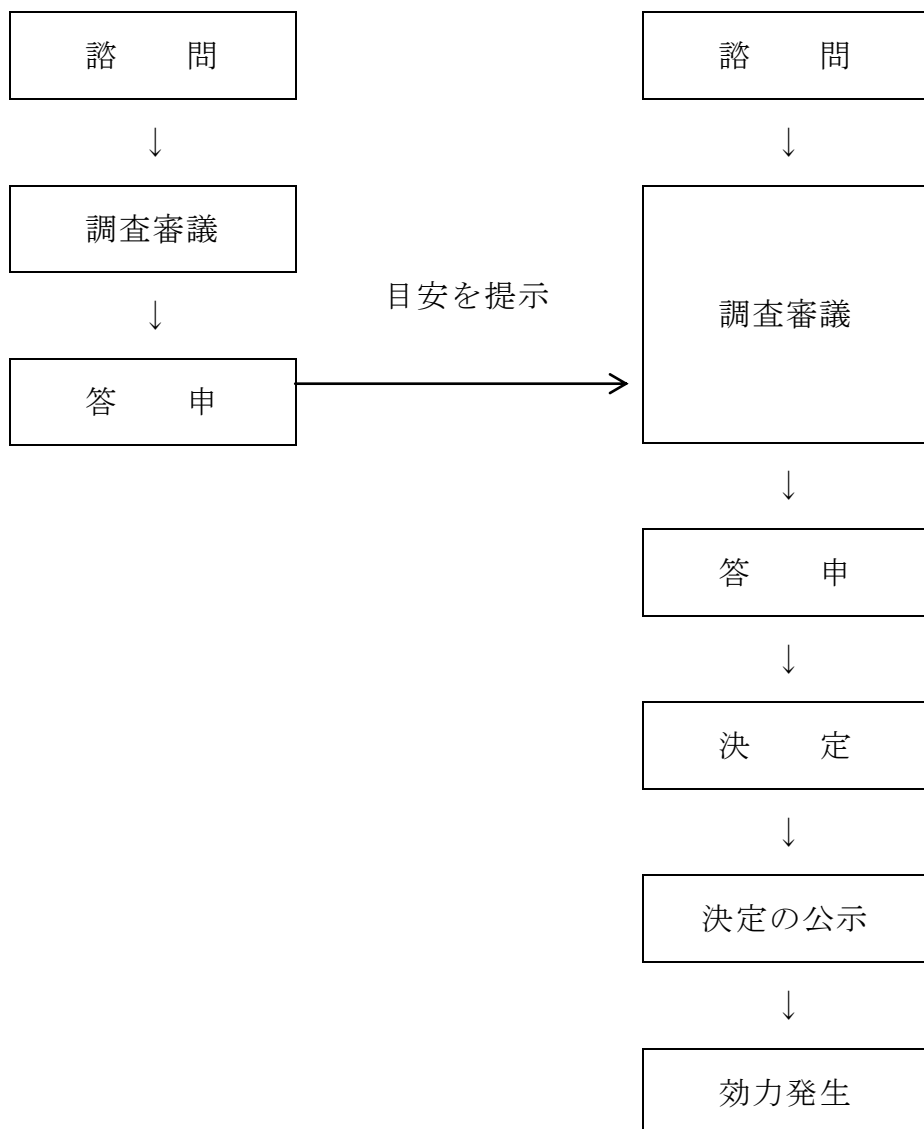 諮　　問
↓
調査審議
↓
答　　申
目安を提示
諮　　問
↓
調査審議
↓
答　　申
↓
決　　定
↓
決定の公示
↓
効力発生